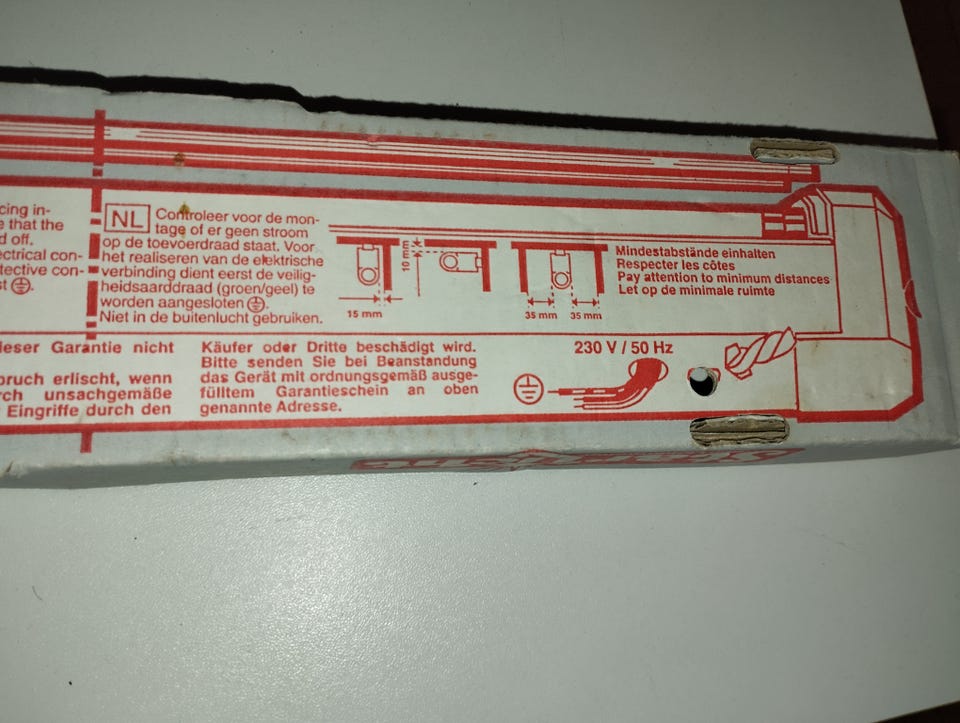 cing in-
e that the
d off.
ectrical con-
tective con-
st
NL Controleer voor de mon-
tage of er geen stroom
op de toevoerdraad staat. Voor
het realiseren van de elektrische
verbinding dient eerst de veilig-
heidsaarddraad (groen/geel) te
worden aangesloten
Niet in de buitenlucht gebruiken.
10 mm
15 mm
35 mm 35 mm
Mindestabstände einhalten
Respecter les côtes
Pay attention to minimum distances
Let op de minimale ruimte
dieser Garantie nicht
pruch erlischt, wenn
rch unsachgemäße
r Eingriffe durch den
Käufer oder Dritte beschädigt wird.
Bitte senden Sie bei Beanstandung
das Gerät mit ordnungsgemäß ausge-
fülltem Garantieschein an oben
genannte Adresse.
230 V / 50 Hz